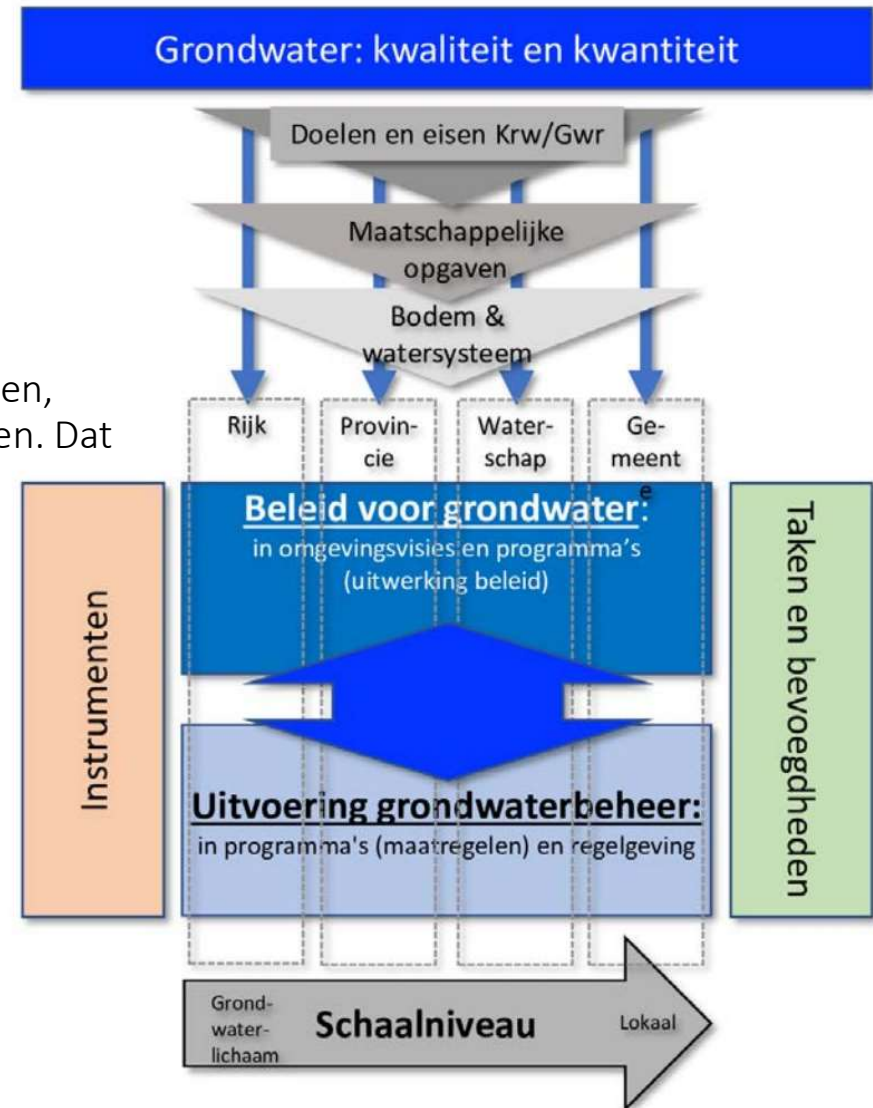 Grondwater: kwaliteit en kwantiteit
Doelen en eisen Krw/Gwr
Maatschappelijke
opgaven
Bodem &
watersysteem
en,
en. Dat
Rijk
Provin-
cie
Water-
schap
Ge-
meent
e
Instrumenten
Beleid voor grondwater:
in omgevingsvisies en programma's
(uitwerking beleid)
Taken en bevoegdheden
Uitvoering grondwaterbeheer:
in programma's (maatregelen) en regelgeving
Grond-
water-
lichaam
Schaalniveau
Lokaal